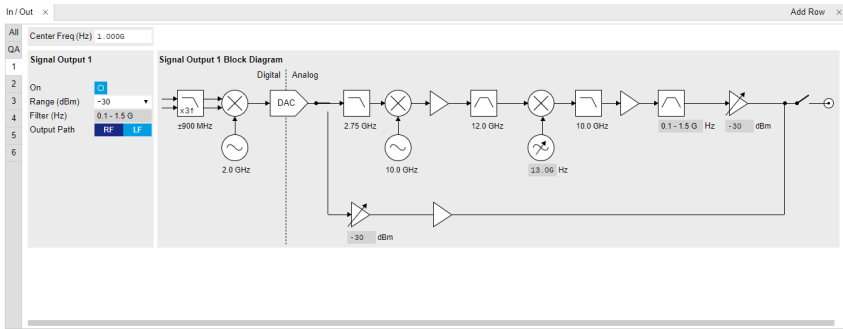 In / Out ×
Add Row ×
All
QA
1
2
3
4
5
6
Center Freq (Hz) 1.000G
Signal Output 1
On
Range (dBm) -30
Filter (Hz) 0.1 - 1.5 G
Output Path RF LF
Signal Output 1 Block Diagram
Digital Analog
x3↑
DAC
±900 MHz
2.75 GHz
12.0 GHz
10.0 GHz
0.1 - 1.5 G Hz
-30 dBm
2.0 GHz
10.0 GHz
13.0G Hz
-30 dBm